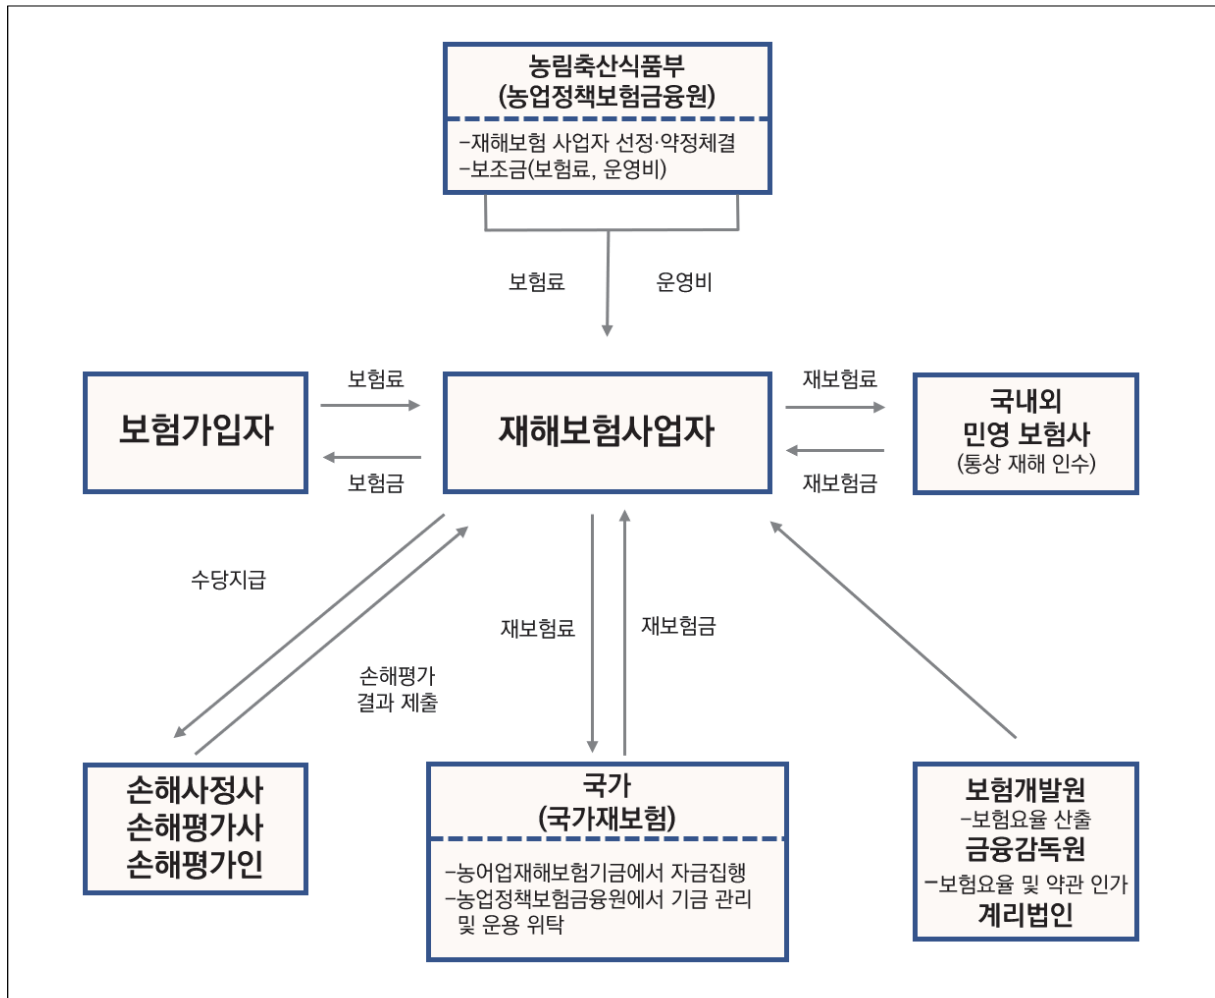 농림축산식품부
(농업정책보험금융원)
-재해보험 사업자 선정·약정체결
-보조금(보험료, 운영비)
보험료
운영비
보험가입자
보험료
보험금
재해보험사업자
재보험료
재보험금
국내외
민영 보험사
(통상 재해 인수)
수당지급
손해평가
결과 제출
재보험료
재보험금
손해사정사
손해평가사
손해평가인
국가
(국가재보험)
-농어업재해보험기금에서 자금집행
-농업정책보험금융원에서 기금 관리
및 운용 위탁
보험개발원
-보험요율 산출
금융감독원
-보험요율 및 약관 인가
계리법인